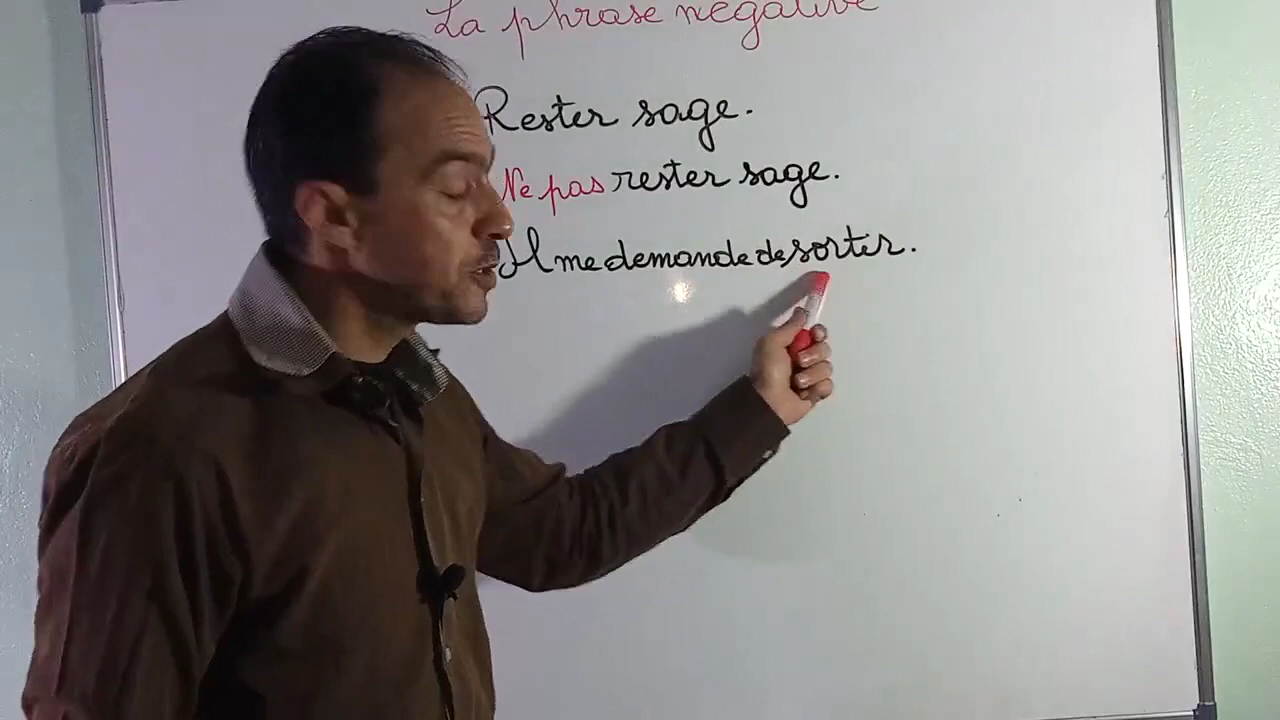 La phrase négative
Rester sage.
Ne pas rester sage.
Il me demande de sortir.